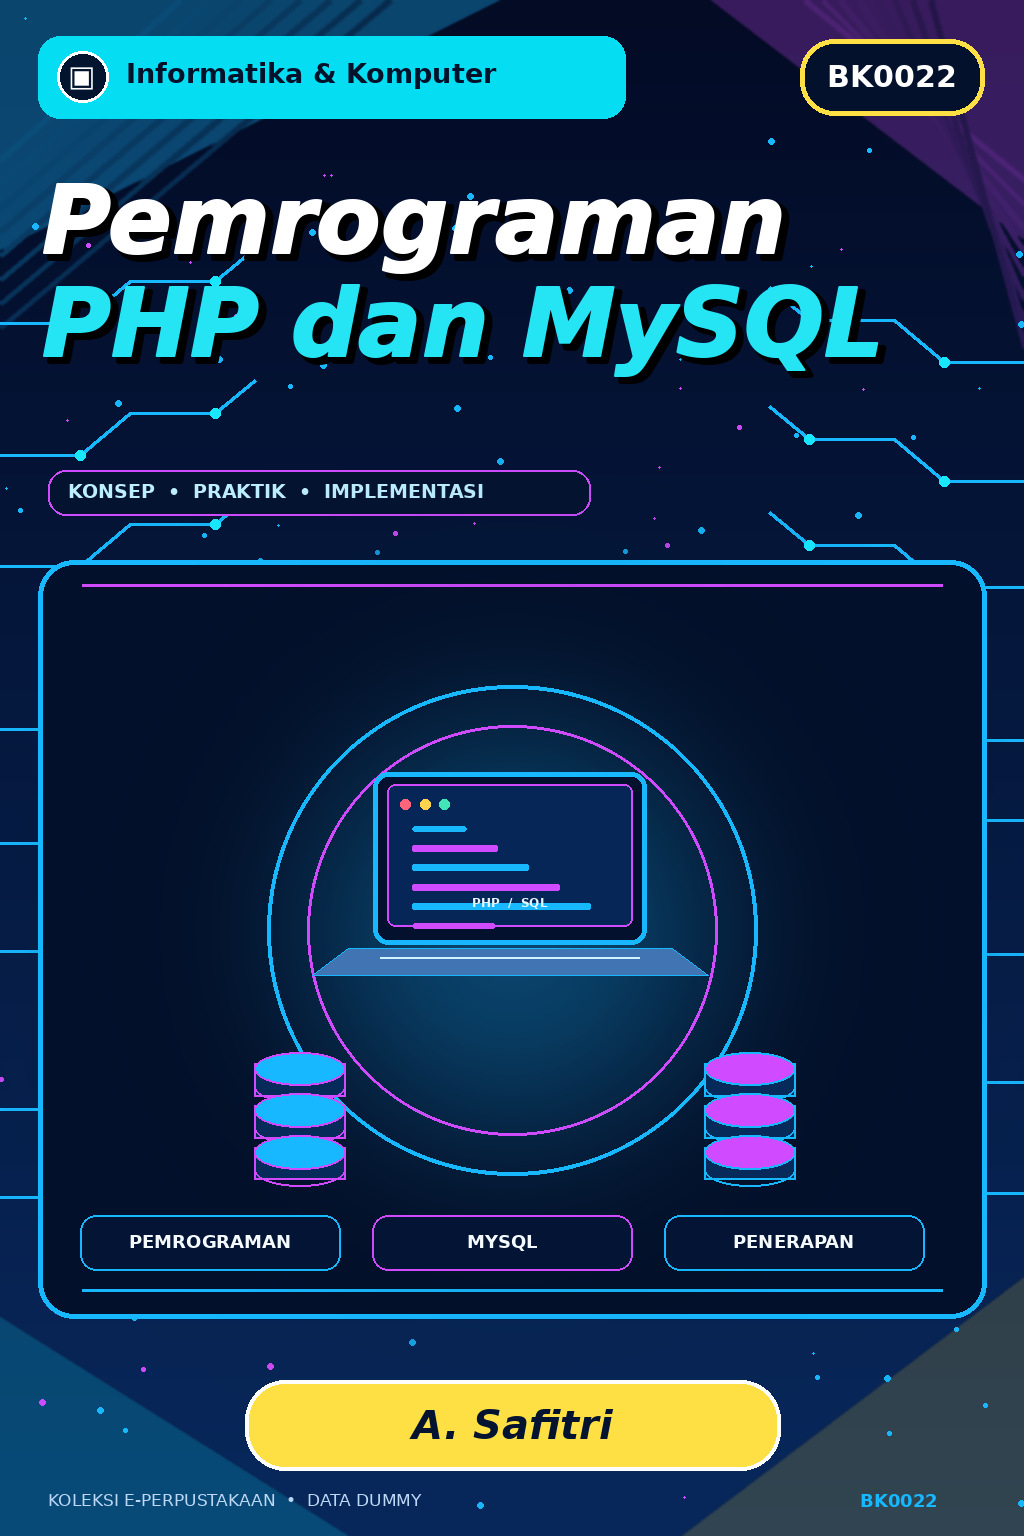 Informatika & Komputer
BK0022
Pemrograman
PHP dan MySQL
KONSEP • PRAKTIK • IMPLEMENTASI
PHP / SQL
PEMROGRAMAN
MYSQL
PENERAPAN
A. Safitri
KOLEKSI E-PERPUSTAKAAN • DATA DUMMY
BK0022